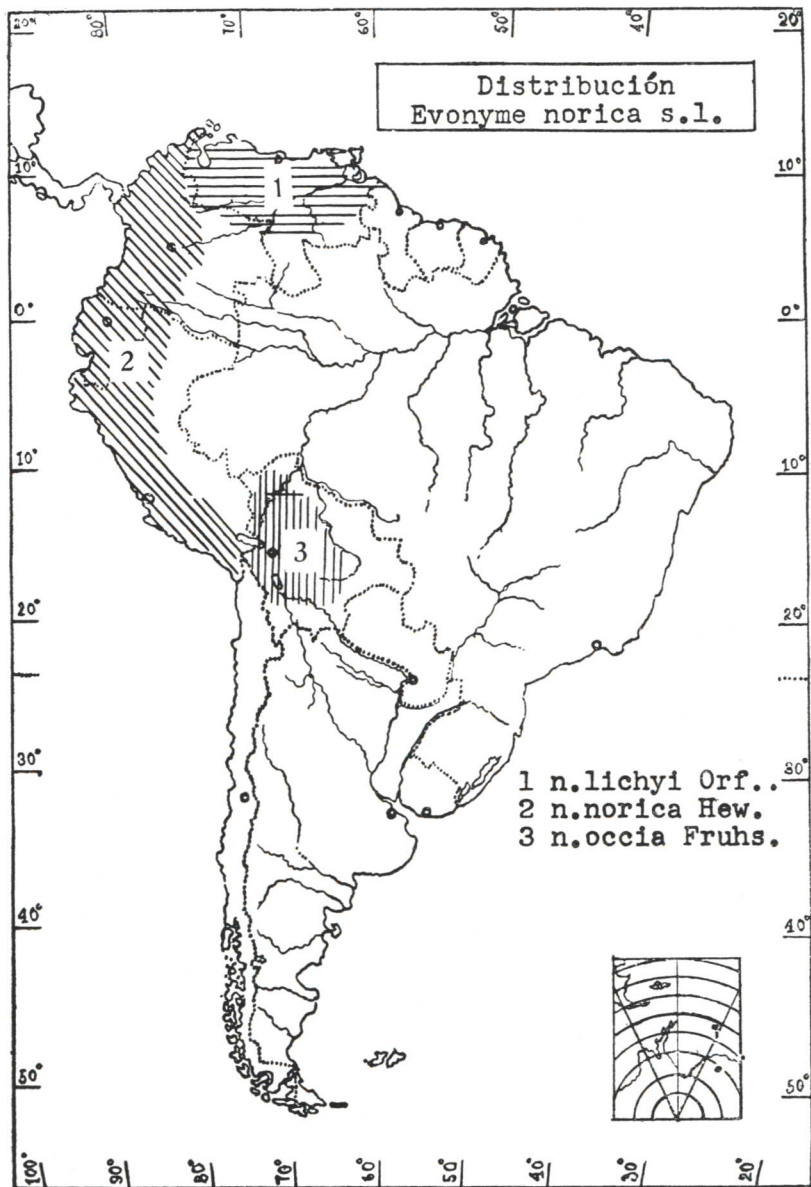 20° 80° 70° 60° 50° 40° 20°
Distribución
Evonyme norica s.l.
10° 10°
1
0° 0°
2
10° 10°
3
20° 20°
30° 30°
1 n.lichyi Orf..
2 n.norica Hew.
3 n.occia Fruhs.
40° 40°
50° 50°
100° 90° 80° 70° 60° 50° 40° 30° 20°